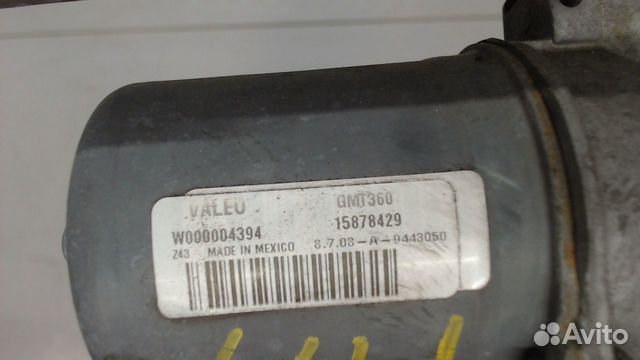 VALEO GMT360
W000004394 15878429
Z43 MADE IN MEXICO 8.7.08-A-9443050
Avito